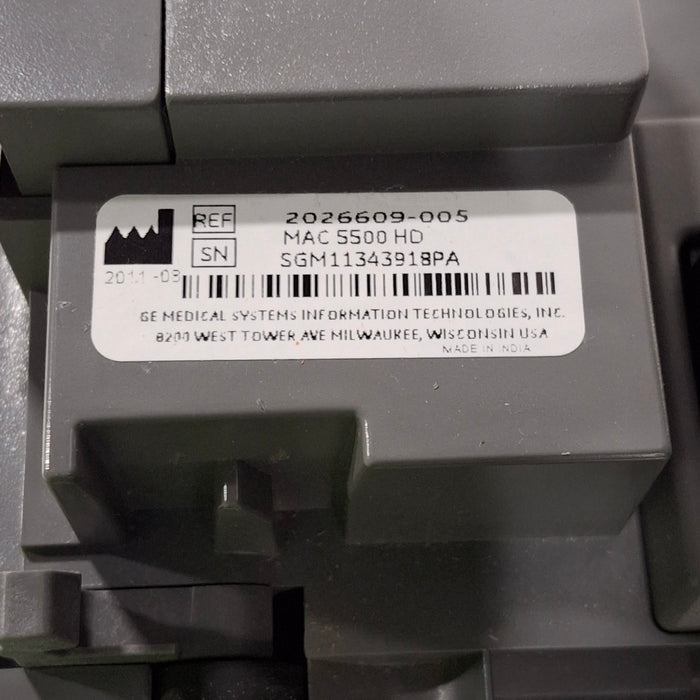 REF 2026609-005
MAC 5500 HD
SN SGM11343918PA
2011-08
GE MEDICAL SYSTEMS INFORMATION TECHNOLOGIES, INC.
8200 WEST TOWER AVE MILWAUKEE, WISCONSIN USA
MADE IN INDIA